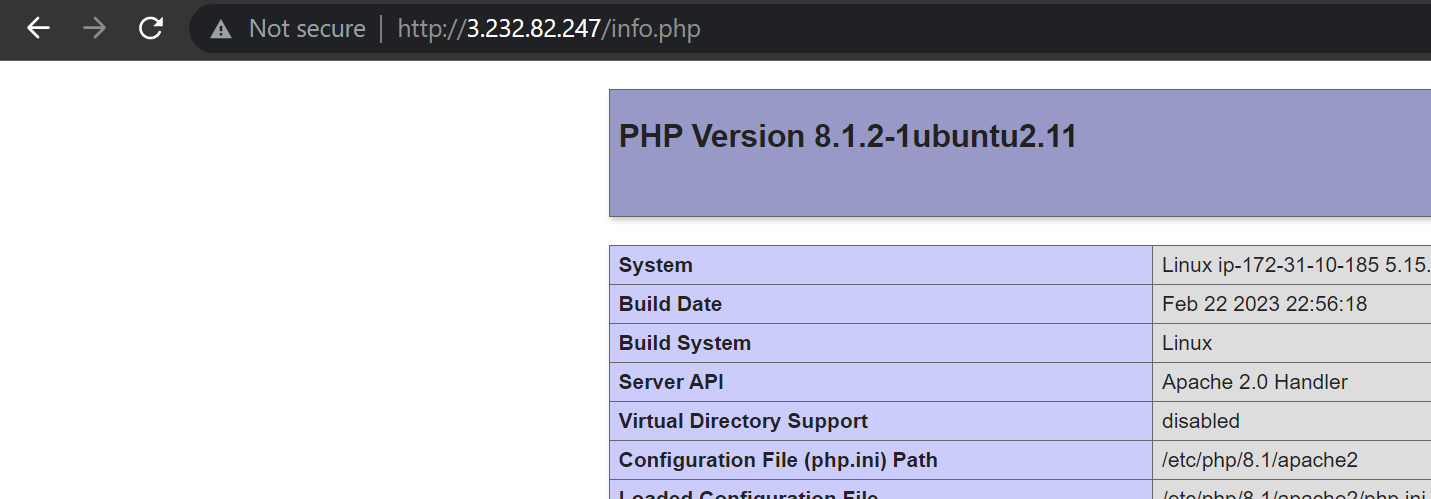 Not secure http://3.232.82.247/info.php
PHP Version 8.1.2-1ubuntu2.11
System Linux ip-172-31-10-185 5.15.
Build Date Feb 22 2023 22:56:18
Build System Linux
Server API Apache 2.0 Handler
Virtual Directory Support disabled
Configuration File (php.ini) Path /etc/php/8.1/apache2
Loaded Configuration File /etc/php/8.1/apache2/php.ini